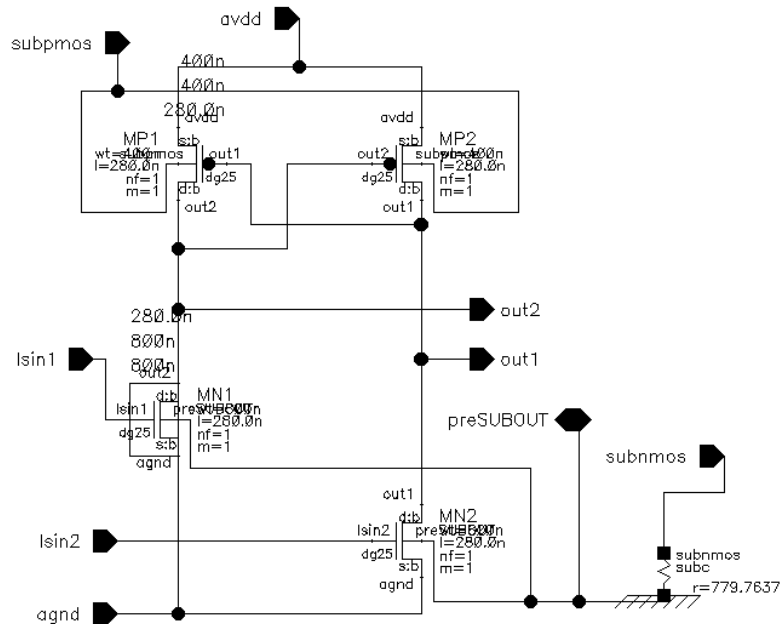 avdd
subpmos
400n
400n
280.0n
avdd
avdd
MP1
s:b
out1
l=280.0n
nf=1
m=1
dg25
d:b
out2
MP2
s:b
out2
l=280.0n
nf=1
m=1
dg25
d:b
out1
out2
out1
280.0n
800n
800n
out2
lsin1
MN1
d:b
lsin1
l=280.0n
nf=1
m=1
dg25
s:b
agnd
preSUBOUT
subnmos
out1
MN2
d:b
lsin2
lsin2
l=280.0n
nf=1
m=1
dg25
s:b
agnd
subnmos
subc
r=779.7637
agnd